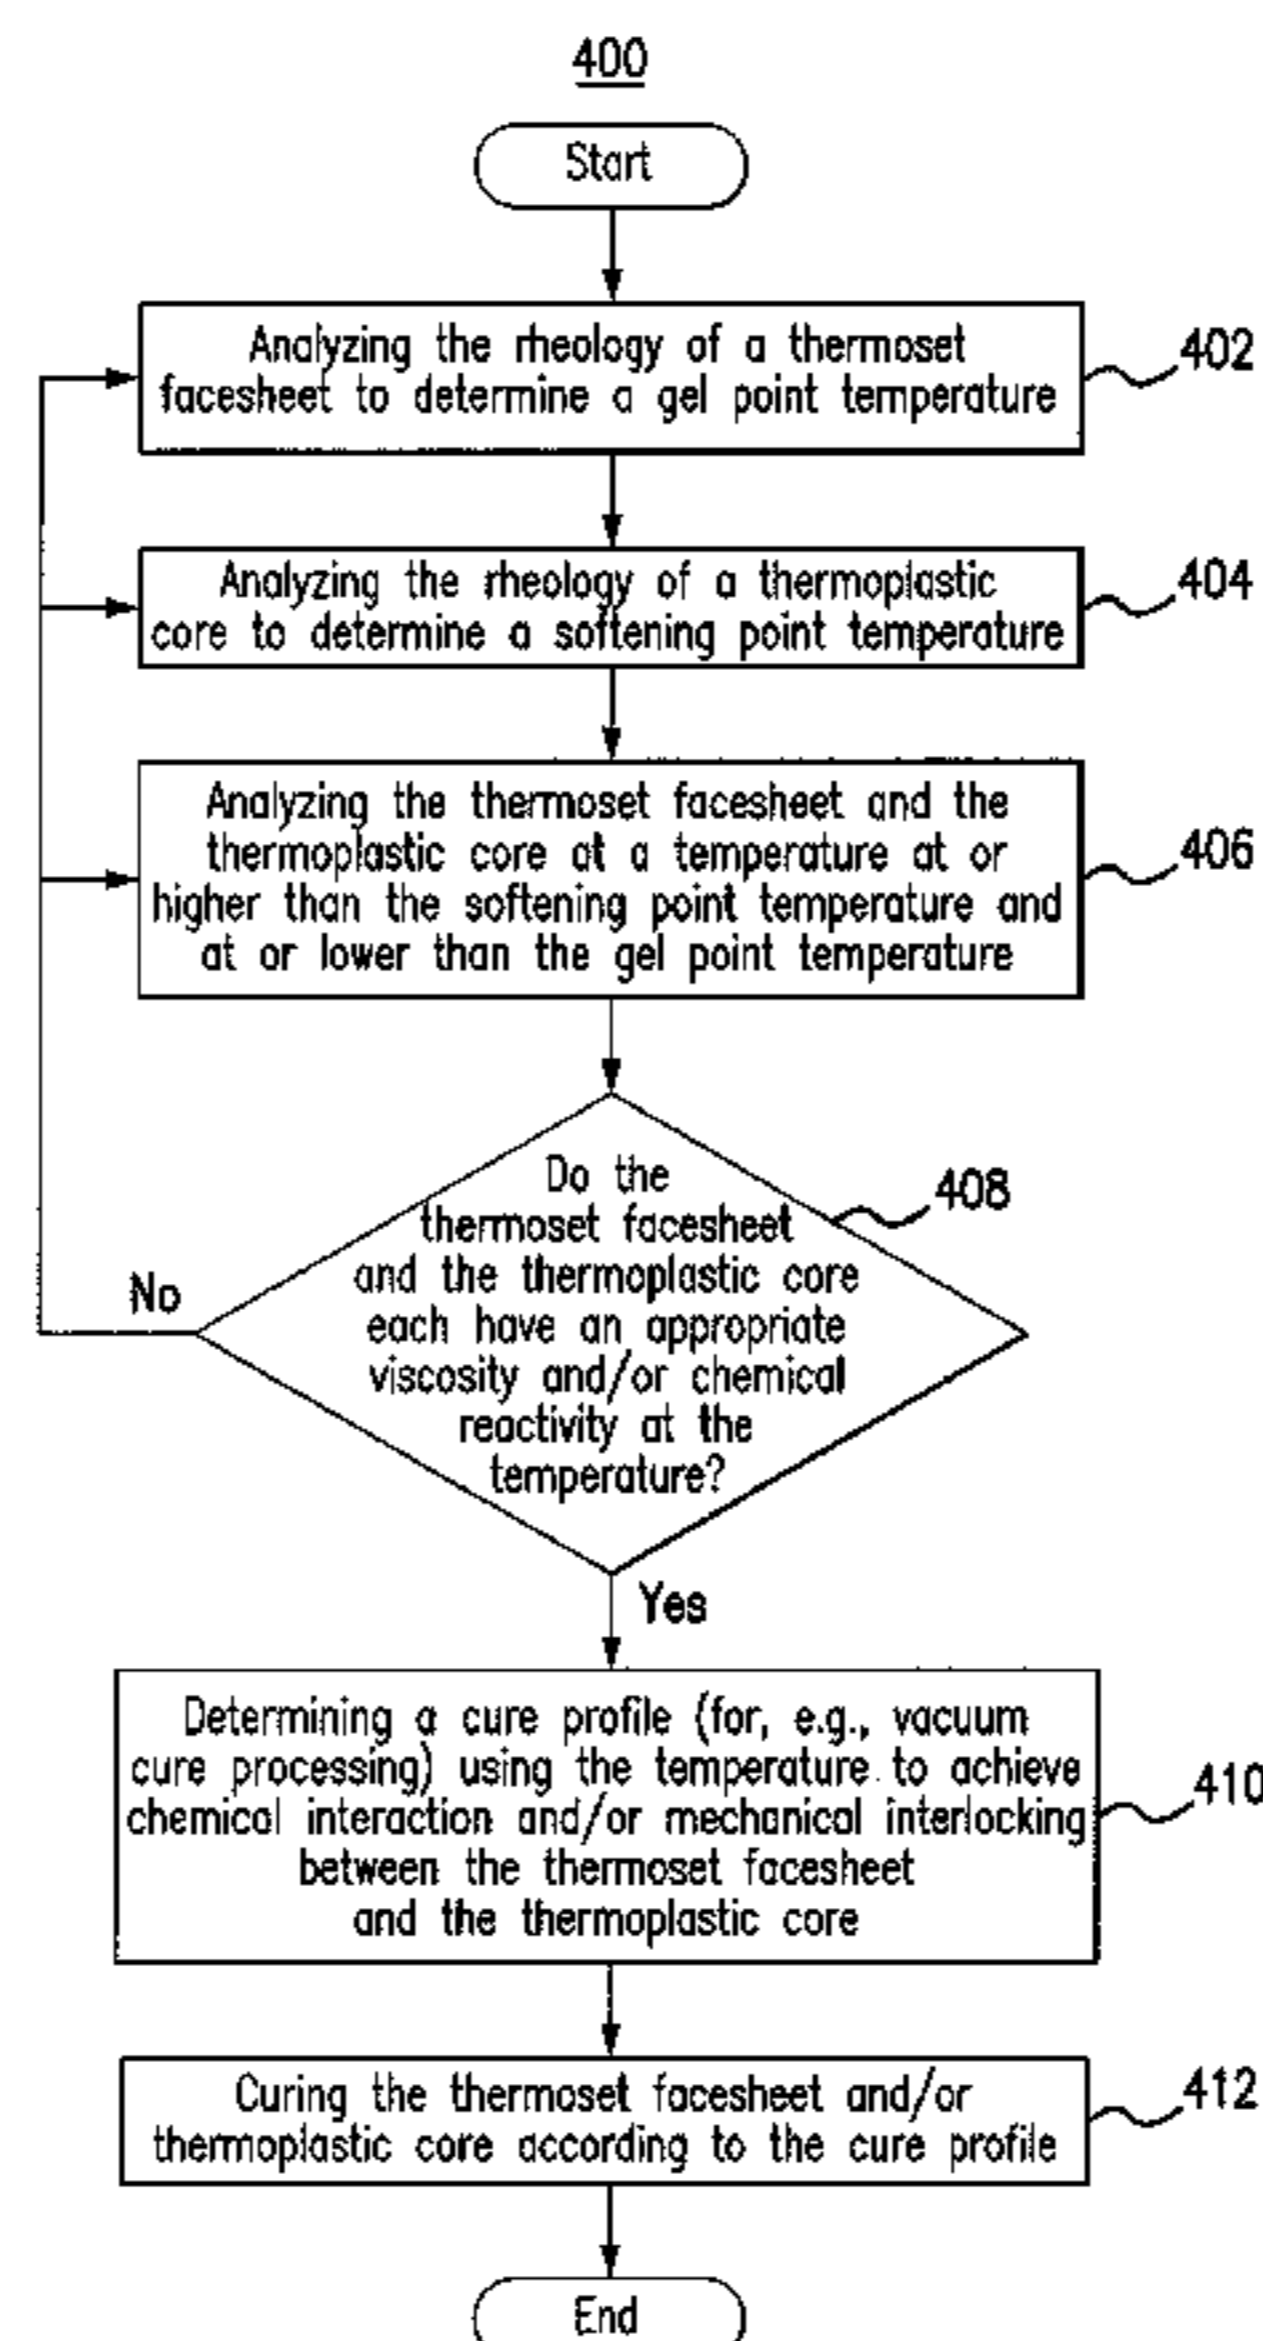 400
Start
Analyzing the rheology of a thermoset
facesheet to determine a gel point temperature
402
Analyzing the rheology of a thermoplastic
core to determine a softening point temperature
404
Analyzing the thermoset facesheet and the
thermoplastic core at a temperature at or
higher than the softening point temperature and
at or lower than the gel point temperature
406
Do the
thermoset facesheet
and the thermoplastic core
each have an appropriate
viscosity and/or chemical
reactivity at the
temperature?
408
No
Yes
Determining a cure profile (for, e.g., vacuum
cure processing) using the temperature to achieve
chemical interaction and/or mechanical interlocking
between the thermoset facesheet
and the thermoplastic core
410
Curing the thermoset facesheet and/or
thermoplastic core according to the cure profile
412
End